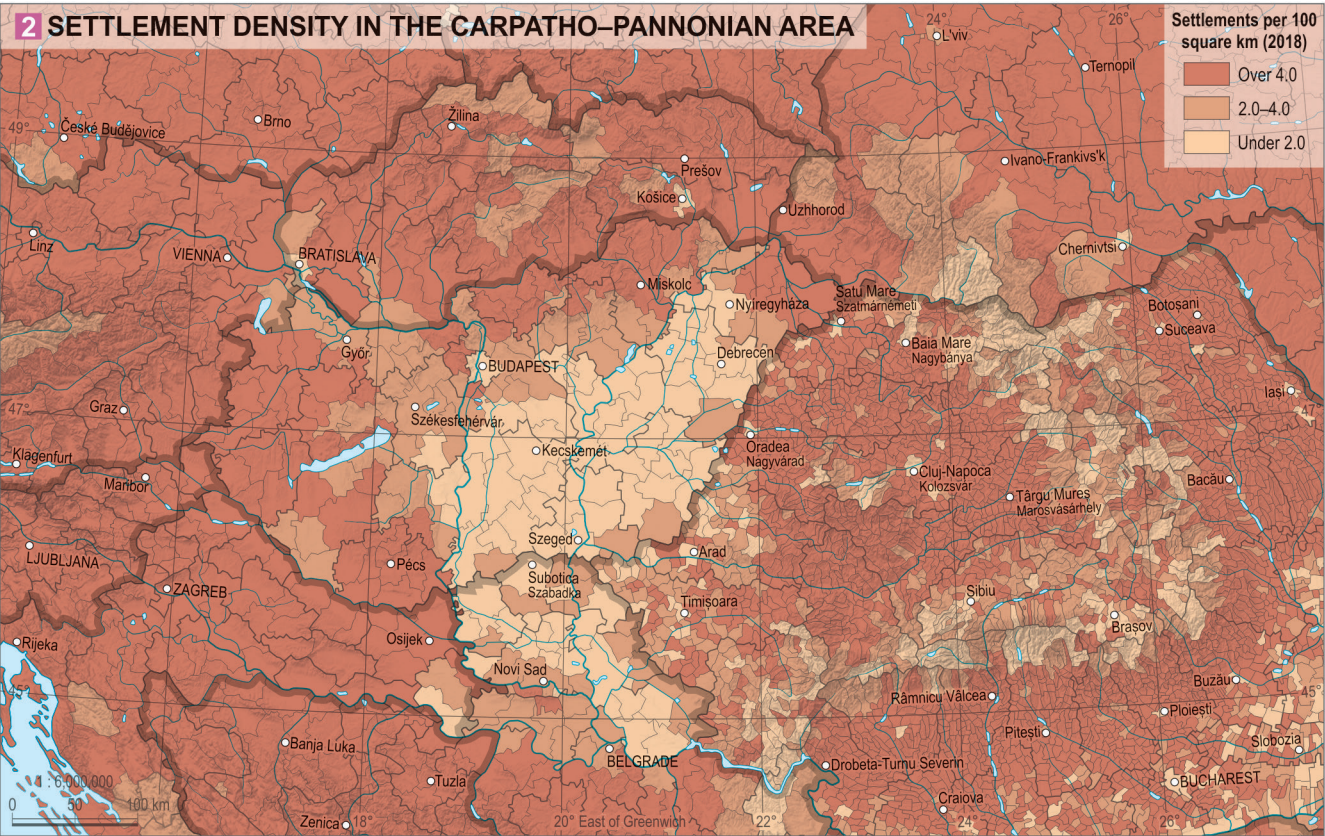 2 SETTLEMENT DENSITY IN THE CARPATHO–PANNONIAN AREA
Settlements per 100
square km (2018)
Over 4.0
2.0–4.0
Under 2.0
24°
26°
L'viv
Ternopil
49°
České Budějovice
Brno
Žilina
Prešov
Košice
Uzhhorod
Ivano-Frankivs'k
Chernivtsi
Linz
VIENNA
BRATISLAVA
Miskolc
Nyíregyháza
Satu Mare
Szatmárnémeti
Botoșani
Suceava
Győr
BUDAPEST
Debrecen
Baia Mare
Nagybánya
Iași
47°
47
Graz
Székesfehérvár
Kecskemét
Oradea
Nagyvárad
Cluj-Napoca
Kolozsvár
Târgu Mureș
Marosvásárhely
Bacău
Klagenfurt
Maribor
LJUBLJANA
ZAGREB
Pécs
Szeged
Arad
Subotica
Szabadka
Timișoara
Sibiu
Brașov
Rijeka
Osijek
Novi Sad
45°
45°
Râmnicu Vâlcea
Buzău
Ploiești
Pitești
Slobozia
Banja Luka
BELGRADE
Drobeta-Turnu Severin
BUCHAREST
Tuzla
Craiova
1 : 6,000,000
0 50 100 km
Zenica
18°
20° East of Greenwich
22°
24°
26°